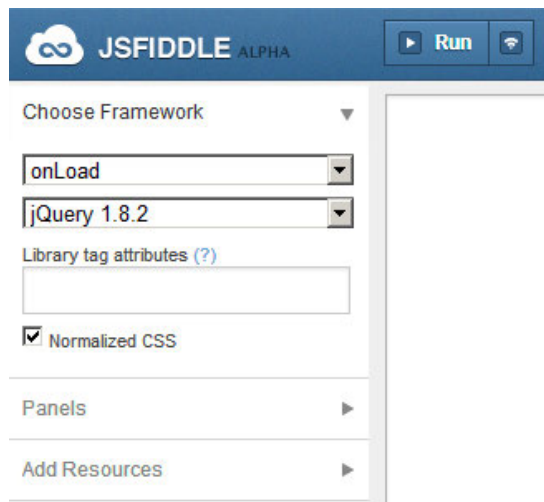 JSFIDDLE ALPHA
Run
Choose Framework
onLoad
jQuery 1.8.2
Library tag attributes (?)
Normalized CSS
Panels
Add Resources